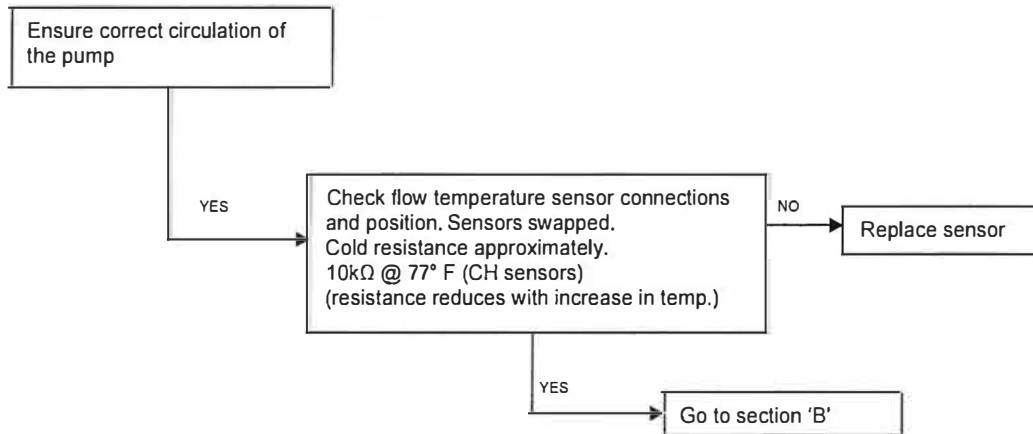 Ensure correct circulation of
the pump
YES
Check flow temperature sensor connections
and position. Sensors swapped.
Cold resistance approximately.
10kΩ @ 77° F (CH sensors)
(resistance reduces with increase in temp.)
NO
Replace sensor
YES
Go to section 'B'